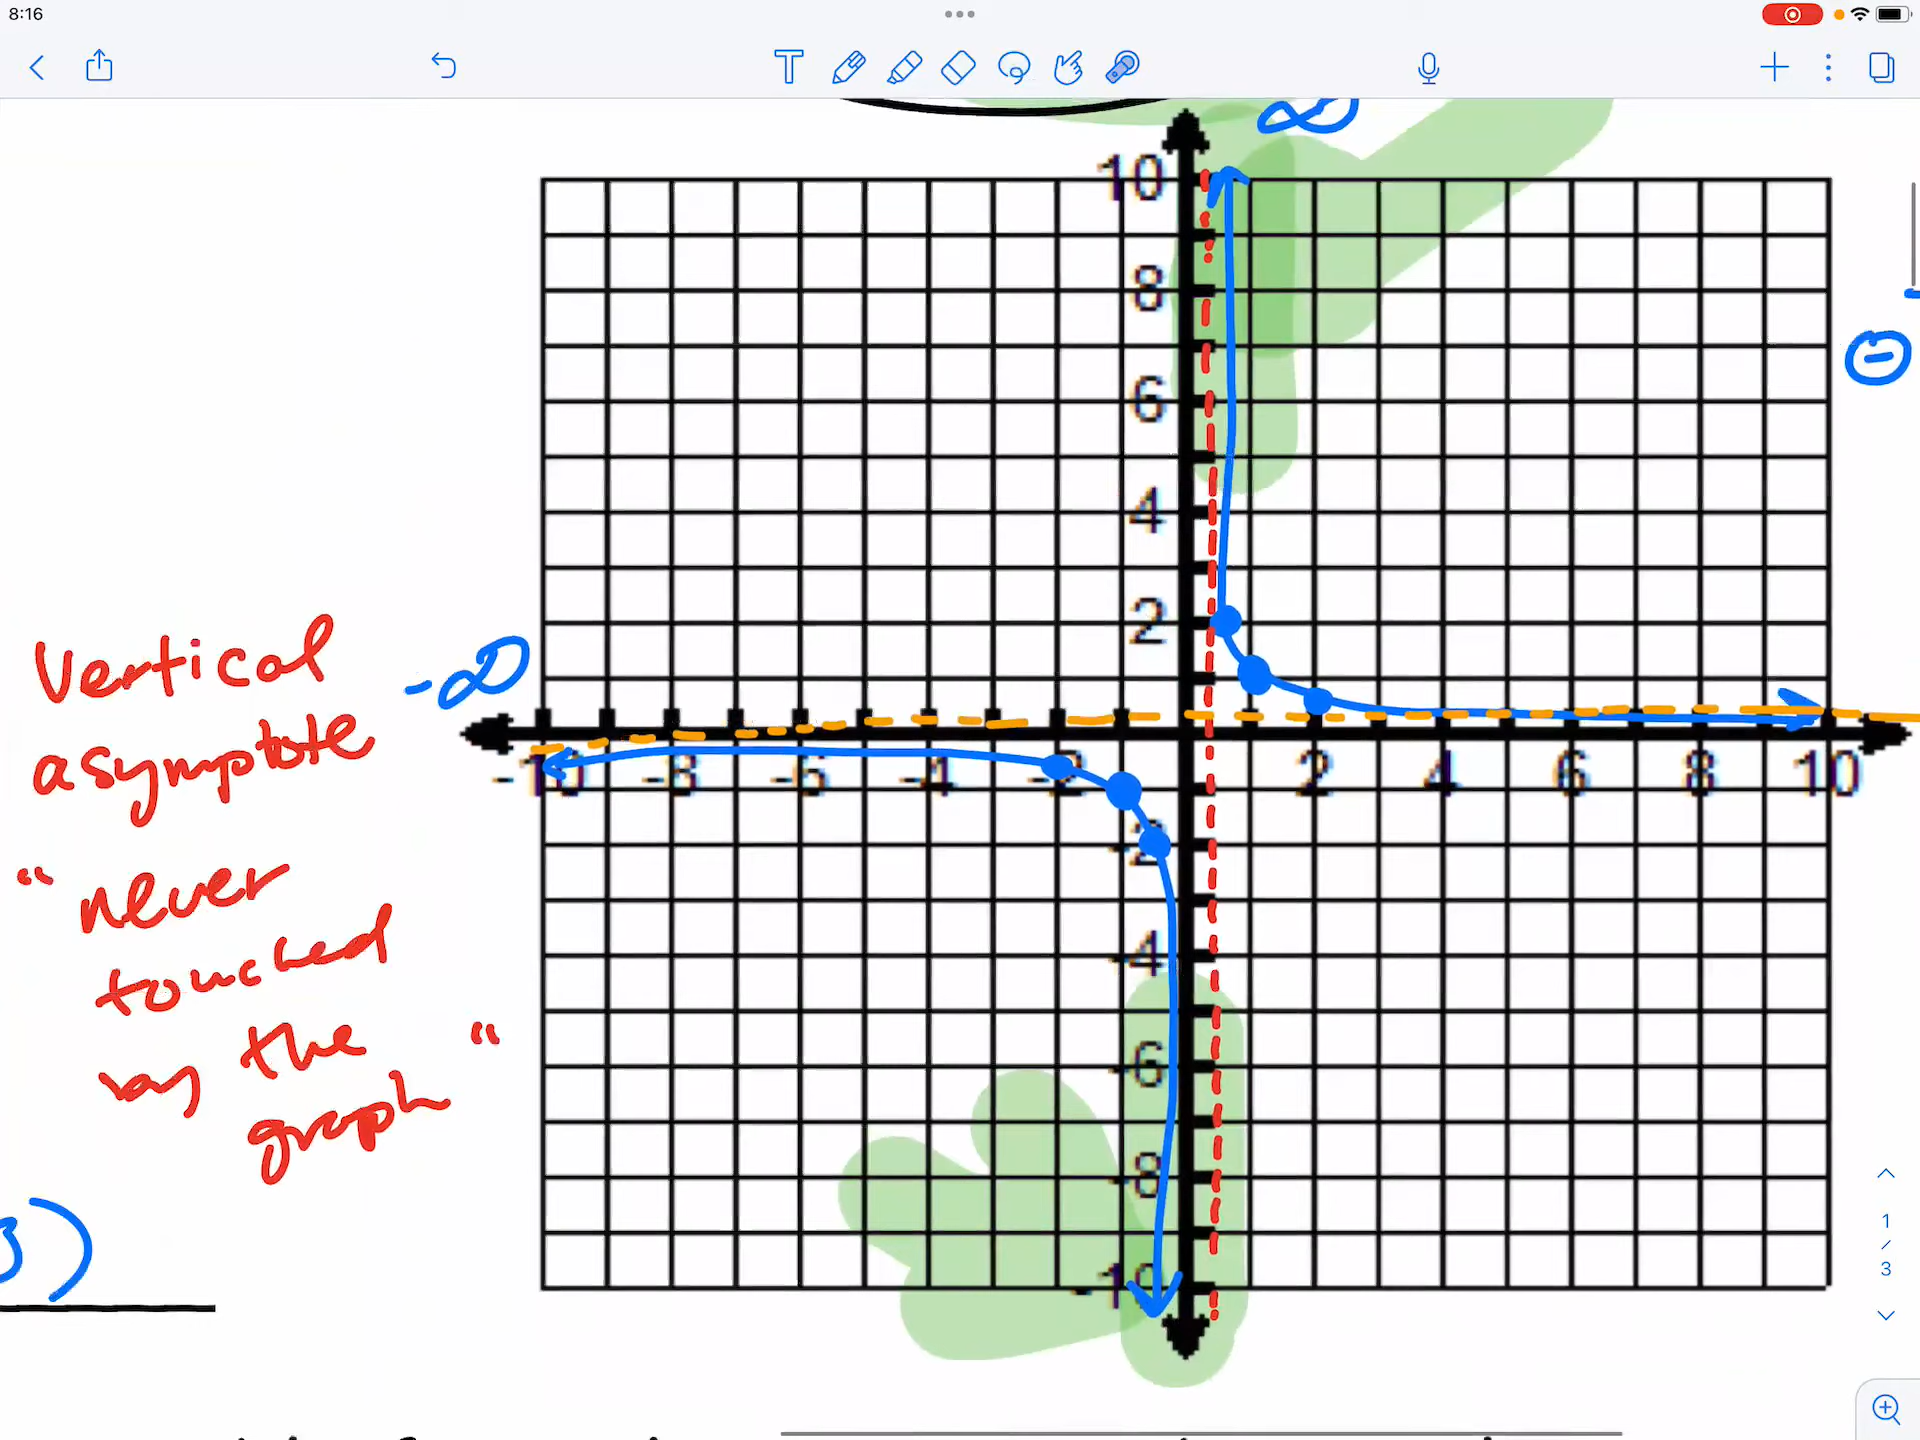 8:16
∞
10
8
6
4
2
-10 -8 -6 -4 -2 2 4 6 8 10
-2
-4
-6
-8
-10
-∞
Vertical
asymptote
" never
touched
by the "
graph
3)
1
/
3